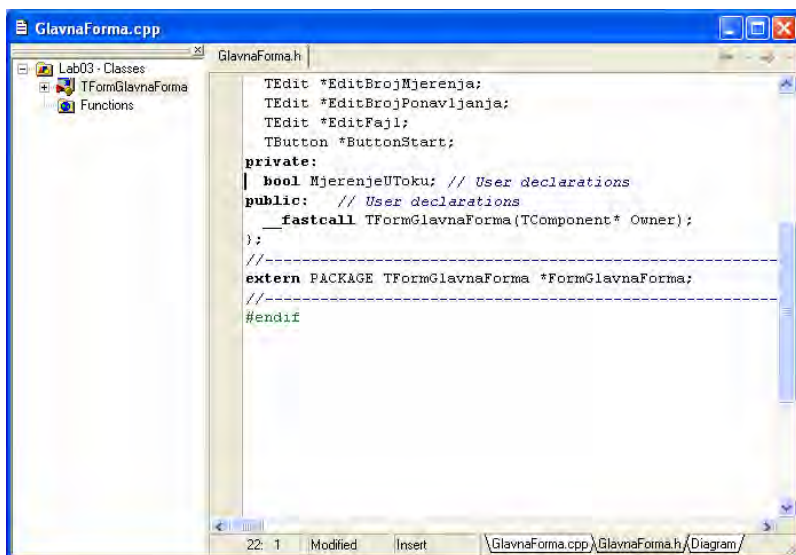 GlavnaForma.cpp
Lab03 - Classes
TFormGlavnaForma
Functions
GlavnaForma.h
TEdit *EditBrojMjerenja;
TEdit *EditBrojPonavljanja;
TEdit *EditFajl;
TButton *ButtonStart;
private:
bool MjerenjeUToku; // User declarations
public: // User declarations
__fastcall TFormGlavnaForma(TComponent* Owner);
};
//---------------------------------------------------------
extern PACKAGE TFormGlavnaForma *FormGlavnaForma;
//---------------------------------------------------------
#endif
22: 1 Modified Insert \GlavnaForma.cpp\GlavnaForma.h/Diagram/